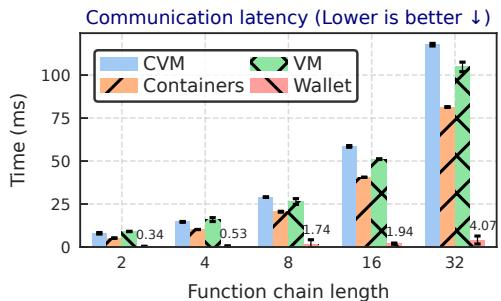 Communication latency (Lower is better ↓)
CVM VM
Containers Wallet
Time (ms)
100
75
50
25
0
0.34 0.53 1.74 1.94 4.07
2 4 8 16 32
Function chain length